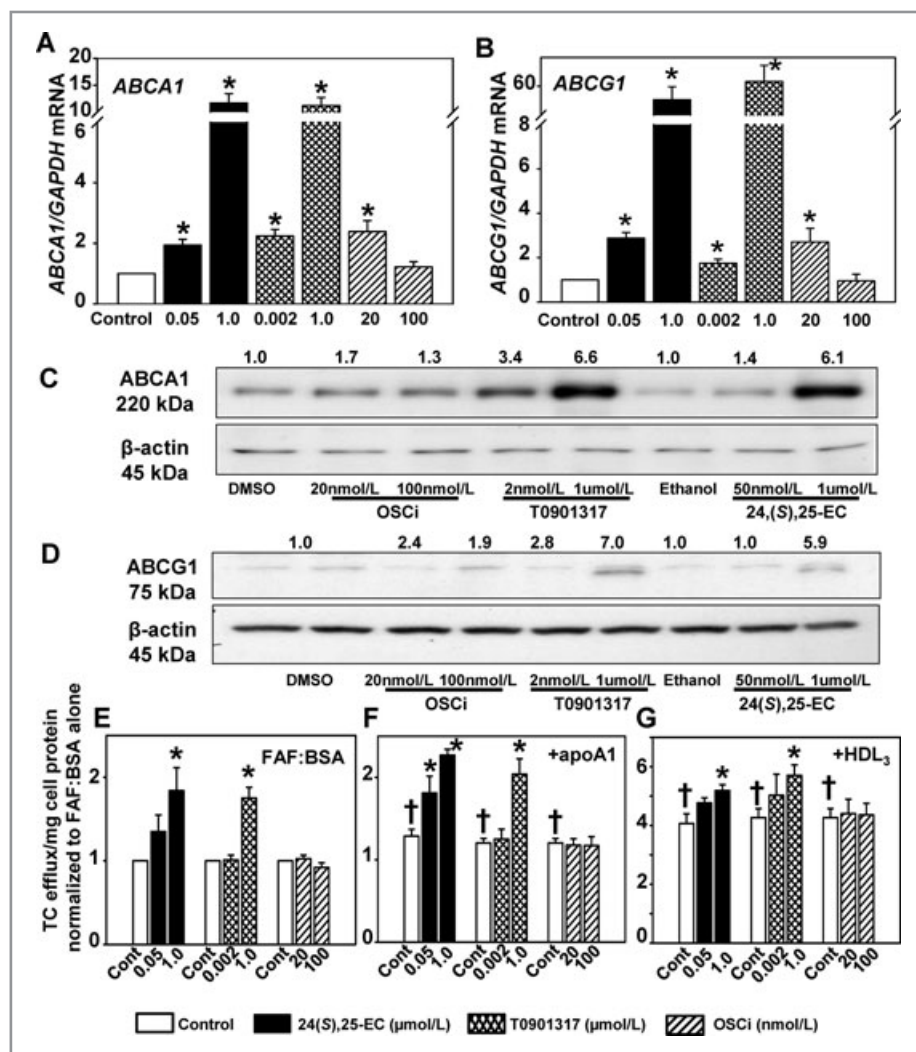 A
ABCA1
ABCA1/GAPDH mRNA
20
15
10
6
4
2
0
* * * * *
Control 0.05 1.0 0.002 1.0 20 100
B
ABCG1
ABCG1/GAPDH mRNA
60
8
6
4
2
0
* * * * *
Control 0.05 1.0 0.002 1.0 20 100
C
1.0 1.7 1.3 3.4 6.6 1.0 1.4 6.1
ABCA1
220 kDa
β-actin
45 kDa
DMSO 20nmol/L 100nmol/L 2nmol/L 1umol/L Ethanol 50nmol/L 1umol/L
OSCi T0901317 24,(S),25-EC
D
1.0 2.4 1.9 2.8 7.0 1.0 1.0 5.9
ABCG1
75 kDa
β-actin
45 kDa
DMSO 20nmol/L 100nmol/L 2nmol/L 1umol/L Ethanol 50nmol/L 1umol/L
OSCi T0901317 24(S),25-EC
TC efflux/mg cell protein
normalized to FAF:BSA alone
E
FAF:BSA
2
1
0
* *
Cont 0.05 1.0 Cont 0.002 1.0 Cont 20 100
F
+apoA1
2
1
0
† * * † * †
Cont 0.05 1.0 Cont 0.002 1.0 Cont 20 100
G
+HDL3
6
4
2
0
† * † * †
Cont 0.05 1.0 Cont 0.002 1.0 Cont 20 100
Control 24(S),25-EC (μmol/L) T0901317 (μmol/L) OSCi (nmol/L)